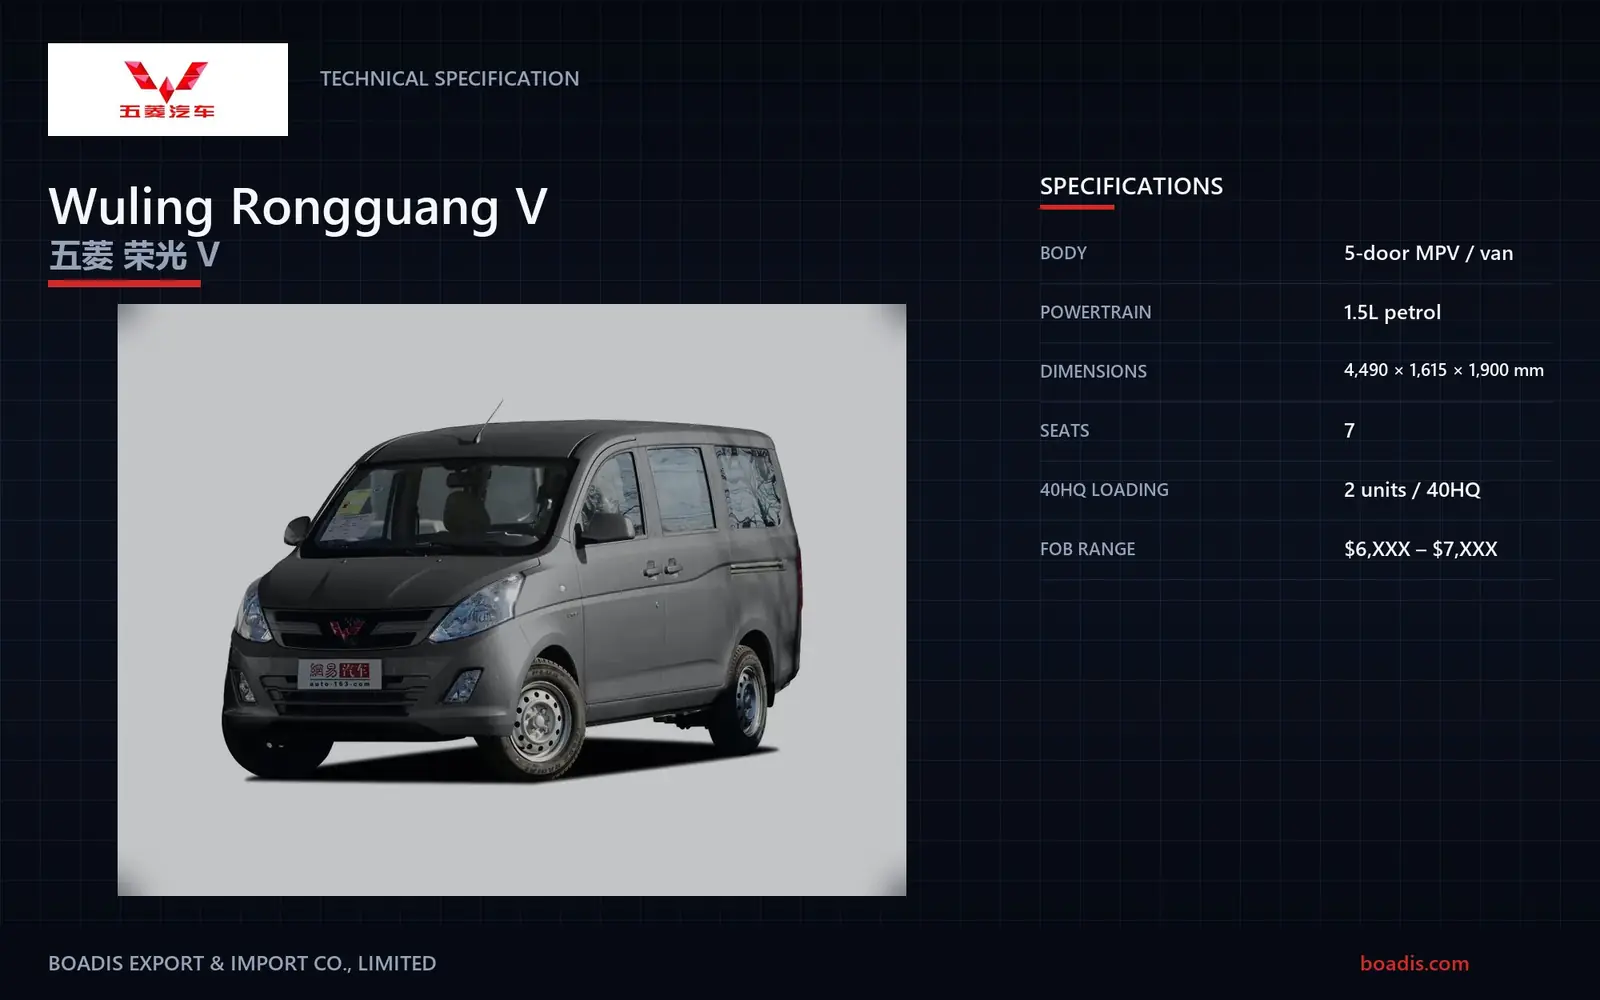 五菱汽车
TECHNICAL SPECIFICATION
Wuling Rongguang V
五菱 荣光 V
SPECIFICATIONS
BODY 5-door MPV / van
POWERTRAIN 1.5L petrol
DIMENSIONS 4,490 × 1,615 × 1,900 mm
SEATS 7
40HQ LOADING 2 units / 40HQ
FOB RANGE $6,XXX – $7,XXX
網易汽车
auto·163·com
BOADIS EXPORT & IMPORT CO., LIMITED
boadis.com